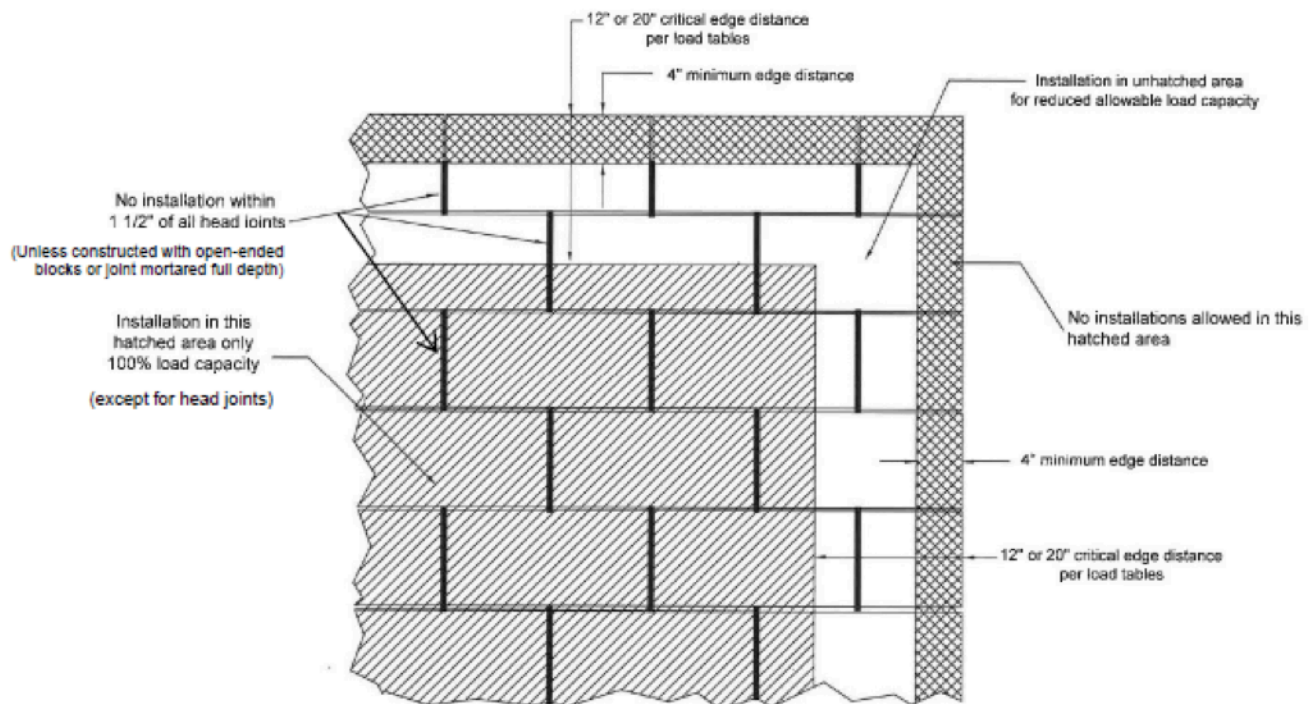 12" or 20" critical edge distance
per load tables
4" minimum edge distance
Installation in unhatched area
for reduced allowable load capacity
No installation within
1 1/2" of all head joints
(Unless constructed with open-ended
blocks or joint mortared full depth)
Installation in this
hatched area only
100% load capacity
(except for head joints)
No installations allowed in this
hatched area
4" minimum edge distance
12" or 20" critical edge distance
per load tables